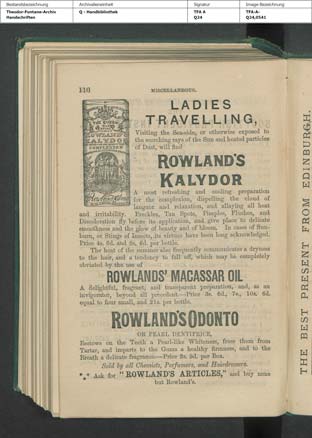 Bestandsbezeichnung Archivalieneinheit Signatur Image-Bezeichnung
Theodor-Fontane-Archiv Q - Handbibliothek TFA A TFA-A-
Handschriften Q24 Q24,0541
110 MISCELLANEOUS.
LADIES
TRAVELLING,
Visiting the Sea-side, or otherwise exposed to
the scorching rays of the Sun and heated particles
of Dust, will find
ROWLAND'S
KALYDOR
A most refreshing and cooling preparation
for the complexion, dispelling the cloud of
languor and relaxation, and allaying all heat
and irritability. Freckles, Tan Spots, Pimples, Flushes, and
Discoloration fly before its application, and give place to delicate
smoothness and the glow of beauty and of bloom. In cases of Sun-
burn, or Stings of Insects, its virtues have been long acknowledged.
Price 4s. 6d. and 8s. 6d. per bottle.
The heat of the summer also frequently communicates a dryness
to the hair, and a tendency to fall off, which may be completely
obviated by the use of
ROWLANDS' MACASSAR OIL
A delightful, fragrant, and transparent preparation, and, as an
invigorator, beyond all precedent.—Price 3s. 6d., 7s., 10s. 6d.
equal to four small, and 21s. per bottle.
ROWLAND'S ODONTO
OR PEARL DENTIFRICE,
Bestows on the Teeth a Pearl-like Whiteness, frees them from
Tartar, and imparts to the Gums a healthy firmness, and to the
Breath a delicate fragrance.—Price 2s. 9d. per Box.
Sold by all Chemists, Perfumers, and Hairdressers.
*** Ask for "ROWLAND'S ARTICLES," and buy none
but Rowland's.
THE BEST PRESENT FROM EDINBURGH.